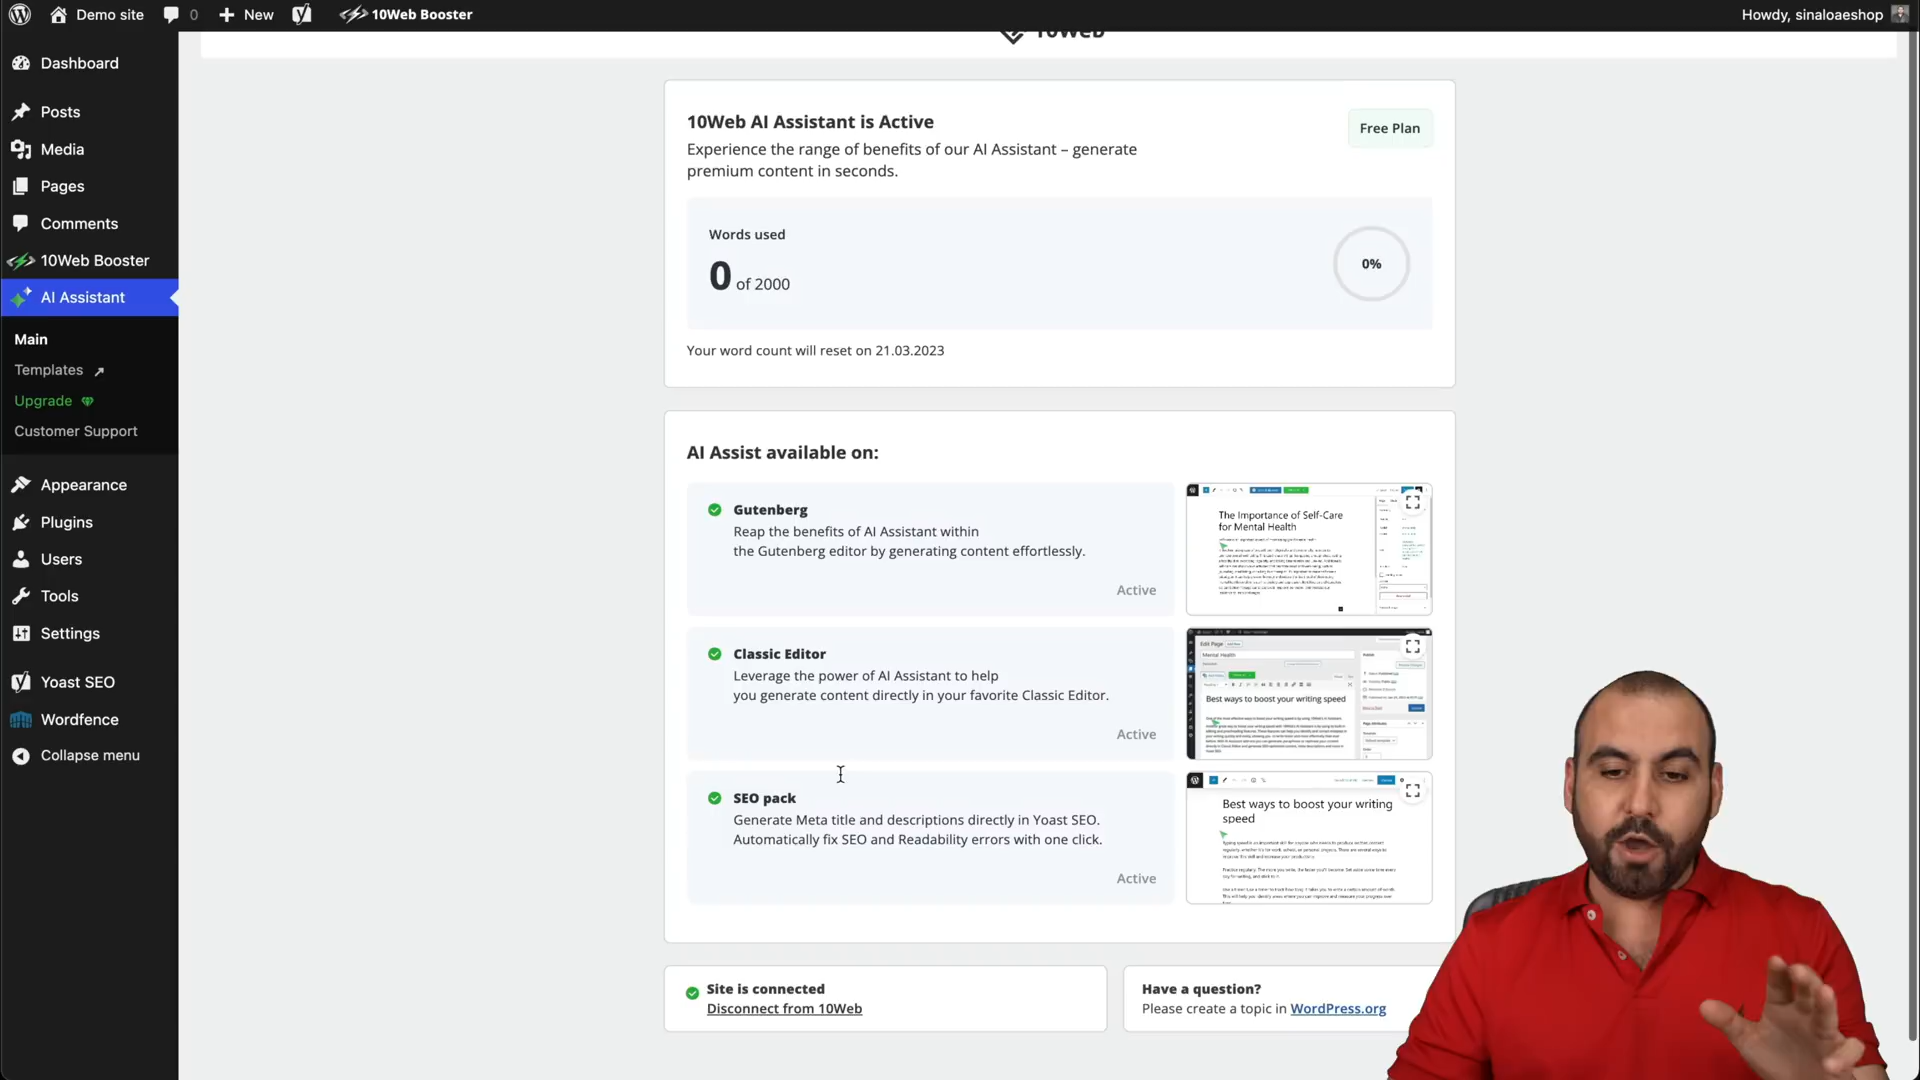 Demo site
0
New
10Web Booster
Howdy, sinaloaeshop
10Web
Dashboard
Posts
Media
Pages
Comments
10Web Booster
AI Assistant
Main
Templates
Upgrade
Customer Support
Appearance
Plugins
Users
Tools
Settings
Yoast SEO
Wordfence
Collapse menu
10Web AI Assistant is Active
Free Plan
Experience the range of benefits of our AI Assistant – generate
premium content in seconds.
Words used
0 of 2000
0%
Your word count will reset on 21.03.2023
AI Assist available on:
Gutenberg
Reap the benefits of AI Assistant within
the Gutenberg editor by generating content effortlessly.
Active
The Importance of Self-Care
for Mental Health
Classic Editor
Leverage the power of AI Assistant to help
you generate content directly in your favorite Classic Editor.
Active
Edit Page
Mental Health
Best ways to boost your writing speed
SEO pack
Generate Meta title and descriptions directly in Yoast SEO.
Automatically fix SEO and Readability errors with one click.
Active
Best ways to boost your writing
speed
Site is connected
Disconnect from 10Web
Have a question?
Please create a topic in WordPress.org